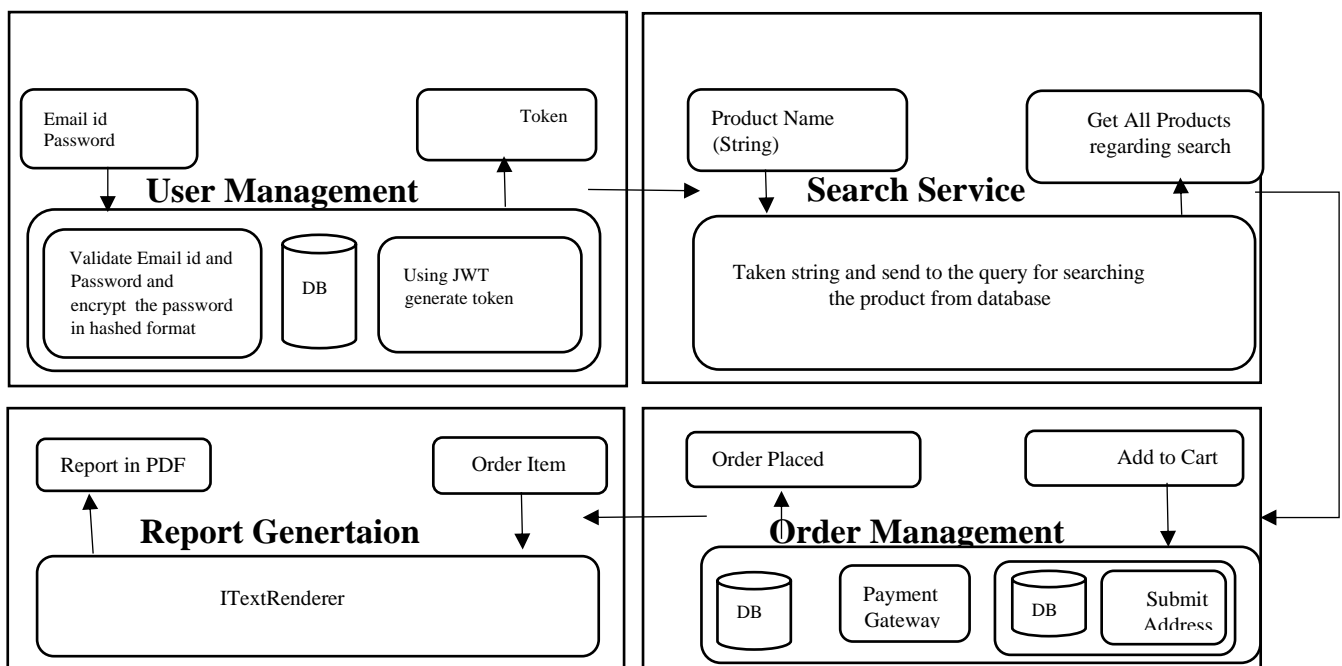 Email id
Password
Token
User Management
Validate Email id and
Password and
encrypt the password
in hashed format
DB
Using JWT
generate token
Product Name
(String)
Get All Products
regarding search
Search Service
Taken string and send to the query for searching
the product from database
Report in PDF
Order Item
Report Genertaion
ITextRenderer
Order Placed
Add to Cart
Order Management
DB
Payment
Gateway
DB
Submit
Address